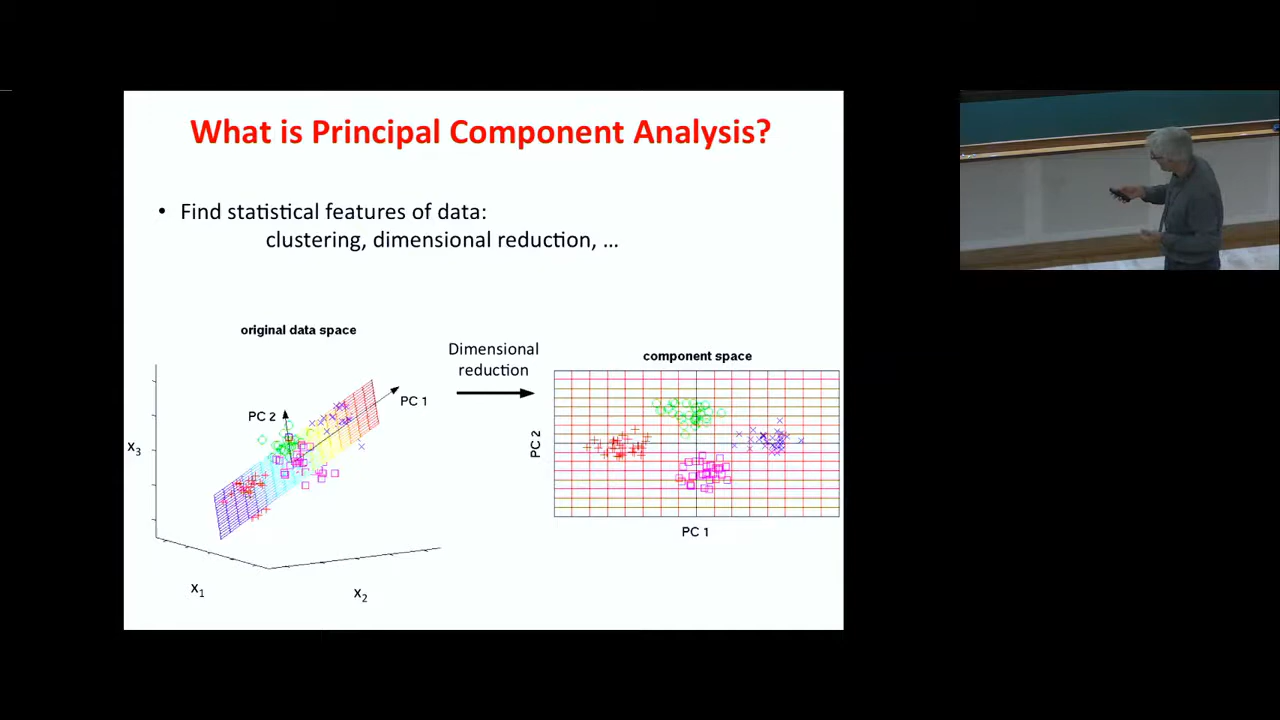 What is Principal Component Analysis?
• Find statistical features of data:
clustering, dimensional reduction, ...
original data space
Dimensional
reduction
component space
PC 1
PC 2
x3
PC 2
x1
x2
PC 1